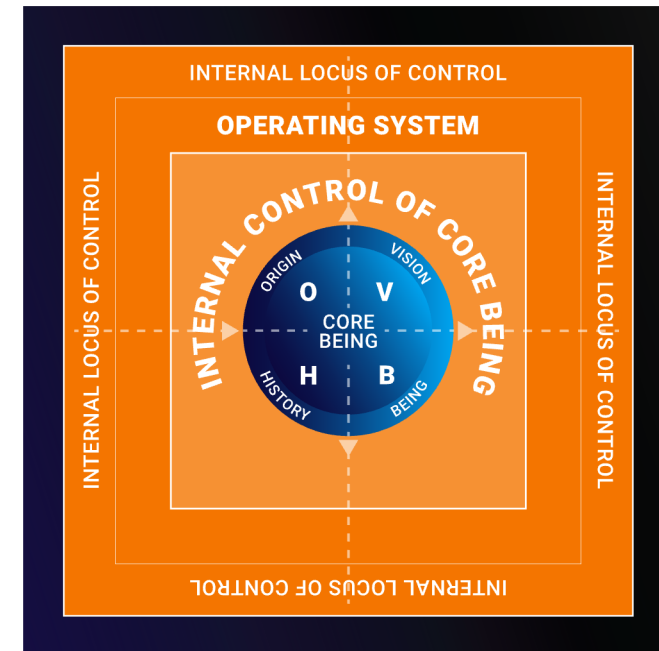 INTERNAL LOCUS OF CONTROL
OPERATING SYSTEM
INTERNAL LOCUS OF CONTROL
INTERNAL CONTROL OF CORE BEING
INTERNAL LOCUS OF CONTROL
ORIGIN
VISION
O
V
CORE
BEING
H
B
HISTORY
BEING
INTERNAL LOCUS OF CONTROL